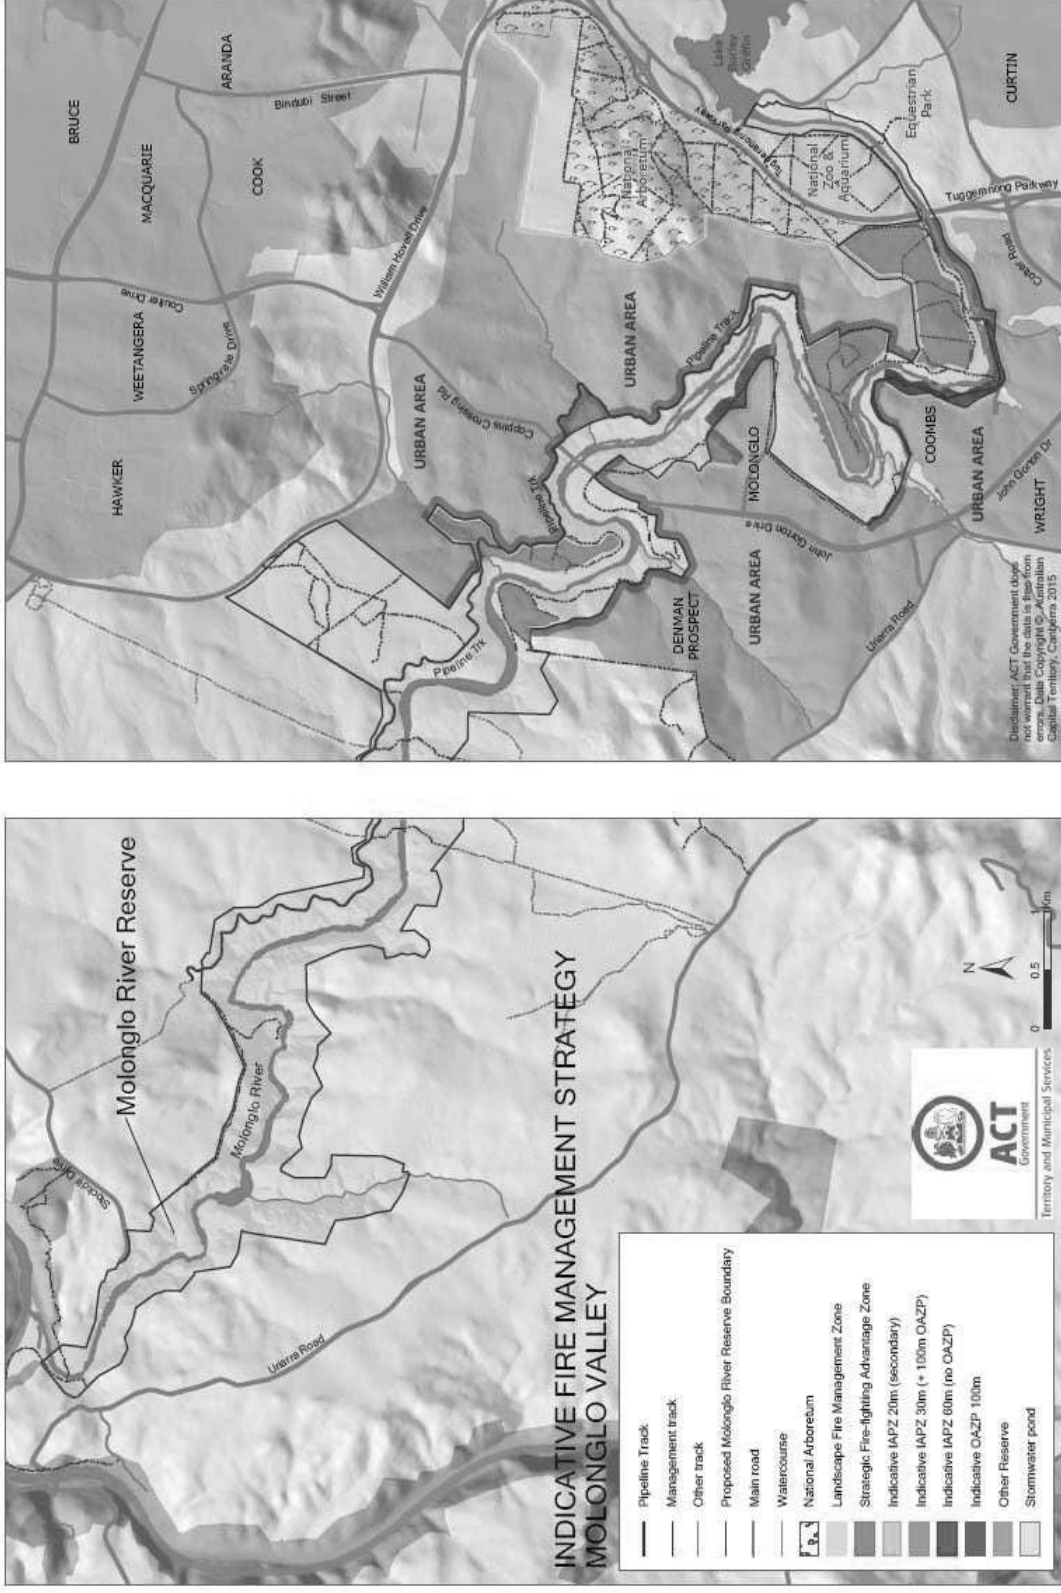 BRUCE
ARANDA
MACQUARIE
COOK
Bindubi Street
WEETANGERA
Coulter Drive
Springvale Drive
HAWKER
William Hovell Drive
Lake
Burley
Griffin
CURTIN
Equestrian
Park
National
Arboretum
Tuggeranong Parkway
National
Zoo &
Aquarium
Tuggeranong Parkway
Cotter Road
URBAN AREA
Pipeline Track
URBAN AREA
Coppins Crossing Rd
Pipeline Trk
MOLONGLO
COOMBS
URBAN AREA
John Gorton Dr
WRIGHT
John Gorton Drive
URBAN AREA
DENMAN
PROSPECT
Pipeline Trk
Uriarra Road
Disclaimer: ACT Government does
not warrant that the data is free from
errors. Data Copyright ©, Australian
Capital Territory, Canberra 2015
Molonglo River Reserve
Molonglo River
Stockdill Drive
Uriarra Road
INDICATIVE FIRE MANAGEMENT STRATEGY
MOLONGLO VALLEY
N
0 0.5 1
Km
ACT
Government
Territory and Municipal Services
Pipeline Track
Management track
Other track
Proposed Molonglo River Reserve Boundary
Main road
Watercourse
National Arboretum
Landscape Fire Management Zone
Strategic Fire-fighting Advantage Zone
Indicative IAPZ 20m (secondary)
Indicative IAPZ 30m (+ 100m OAZP)
Indicative IAPZ 60m (no OAZP)
Indicative OAZP 100m
Other Reserve
Stormwater pond